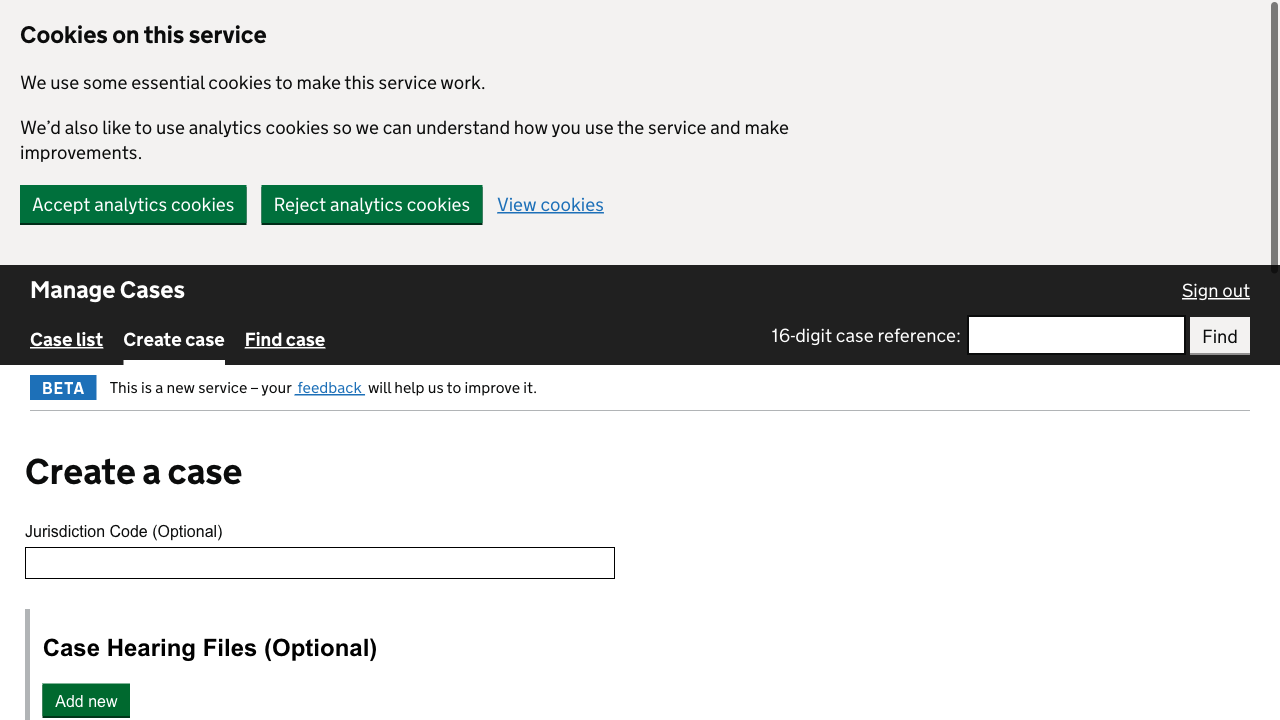 Cookies on this service
We use some essential cookies to make this service work.
We’d also like to use analytics cookies so we can understand how you use the service and make
improvements.
Accept analytics cookies
Reject analytics cookies
View cookies
Manage Cases
Sign out
Case list
Create case
Find case
16-digit case reference:
Find
BETA
This is a new service – your feedback will help us to improve it.
Create a case
Jurisdiction Code (Optional)
Case Hearing Files (Optional)
Add new